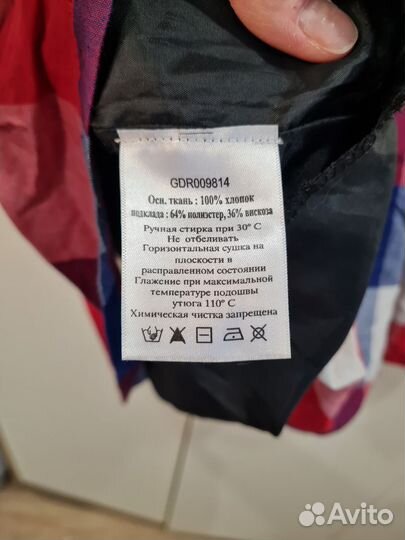 GDR009814
Осн. ткань : 100% хлопок
подклада : 64% полиэстер, 36% вискоза
Ручная стирка при 30° С
Не отбеливать
Горизонтальная сушка на
плоскости в
расправленном состоянии
Глажение при максимальной
температуре подошвы
утюга 110° С
Химическая чистка запрещена
Avito